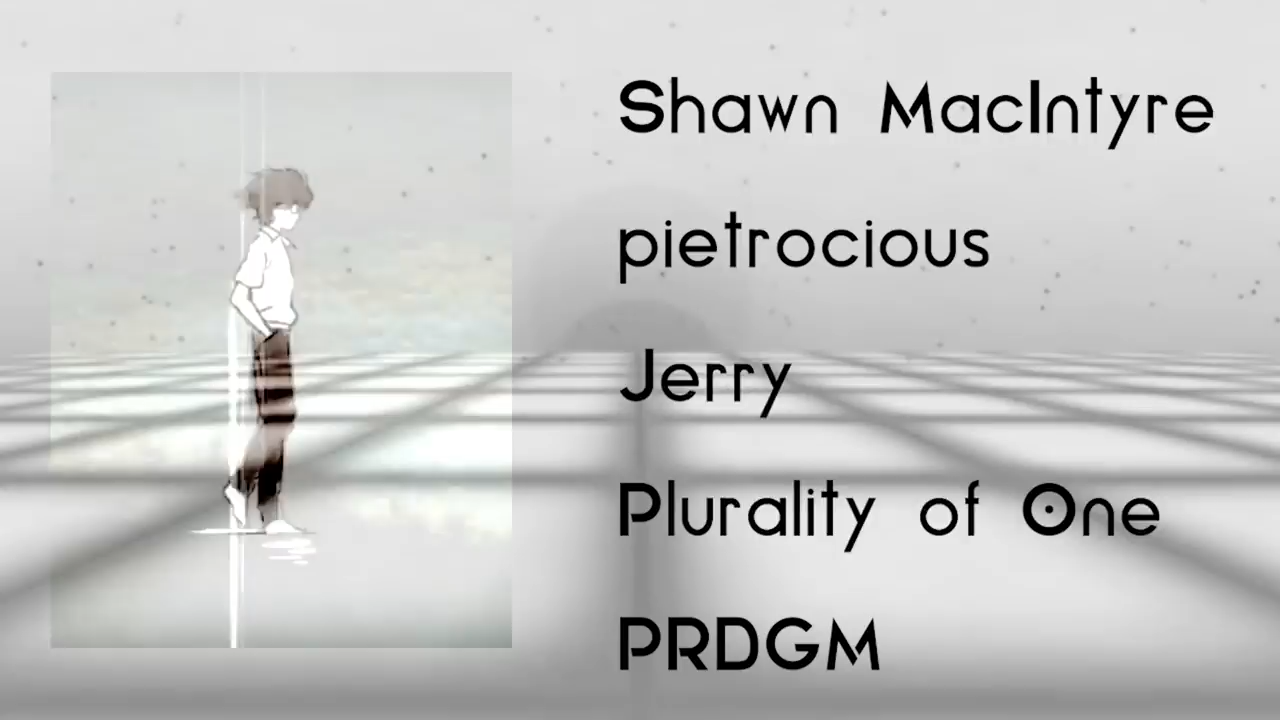 Shawn MacIntyre
pietrocious
Jerry
Plurality of One
PRDGM